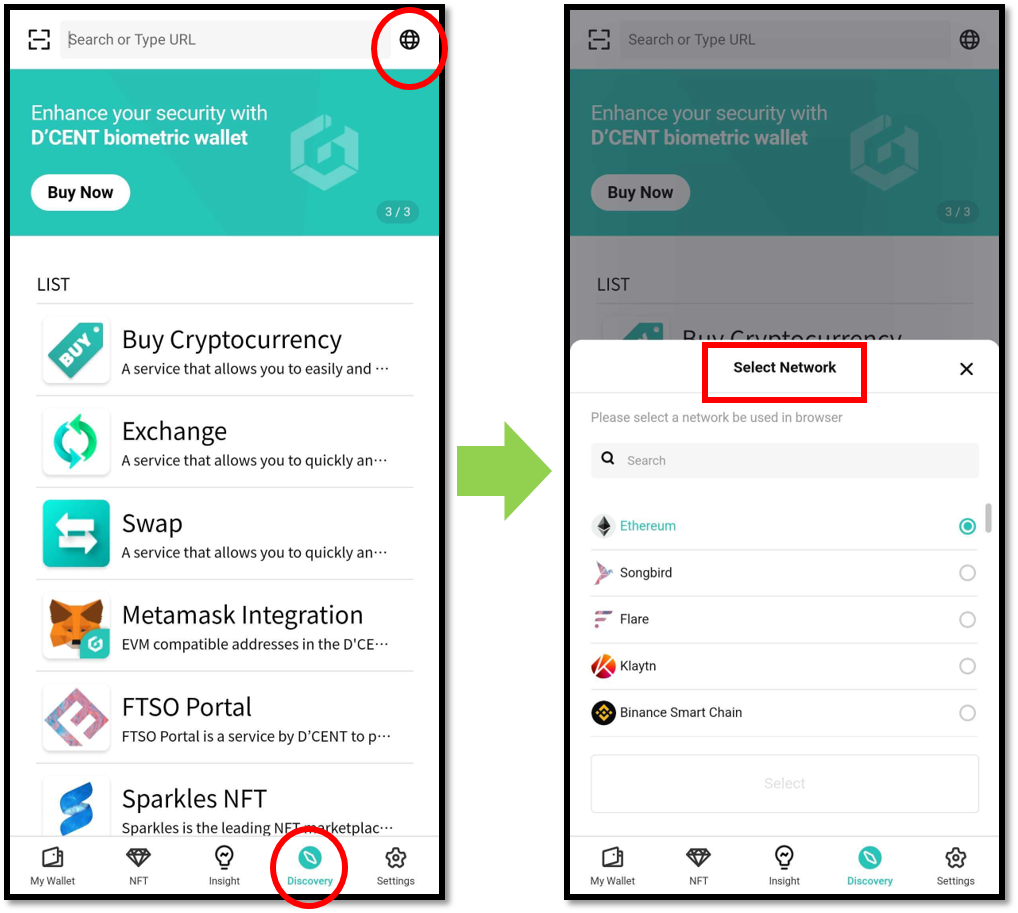 Search or Type URL
Enhance your security with
D'CENT biometric wallet
Buy Now
3 / 3
LIST
BUY
Buy Cryptocurrency
A service that allows you to easily and ···
Exchange
A service that allows you to quickly an···
Swap
A service that allows you to quickly an···
Metamask Integration
EVM compatible addresses in the D'CE···
FTSO Portal
FTSO Portal is a service by D'CENT to p···
Sparkles NFT
Sparkles is the leading NFT marketplac···
My Wallet
NFT
Insight
Discovery
Settings
Search or Type URL
Enhance your security with
D'CENT biometric wallet
Buy Now
3 / 3
LIST
Buy Cryptocurrency
Select Network
Please select a network be used in browser
Search
Ethereum
Songbird
Flare
Klaytn
Binance Smart Chain
Select
My Wallet
NFT
Insight
Discovery
Settings